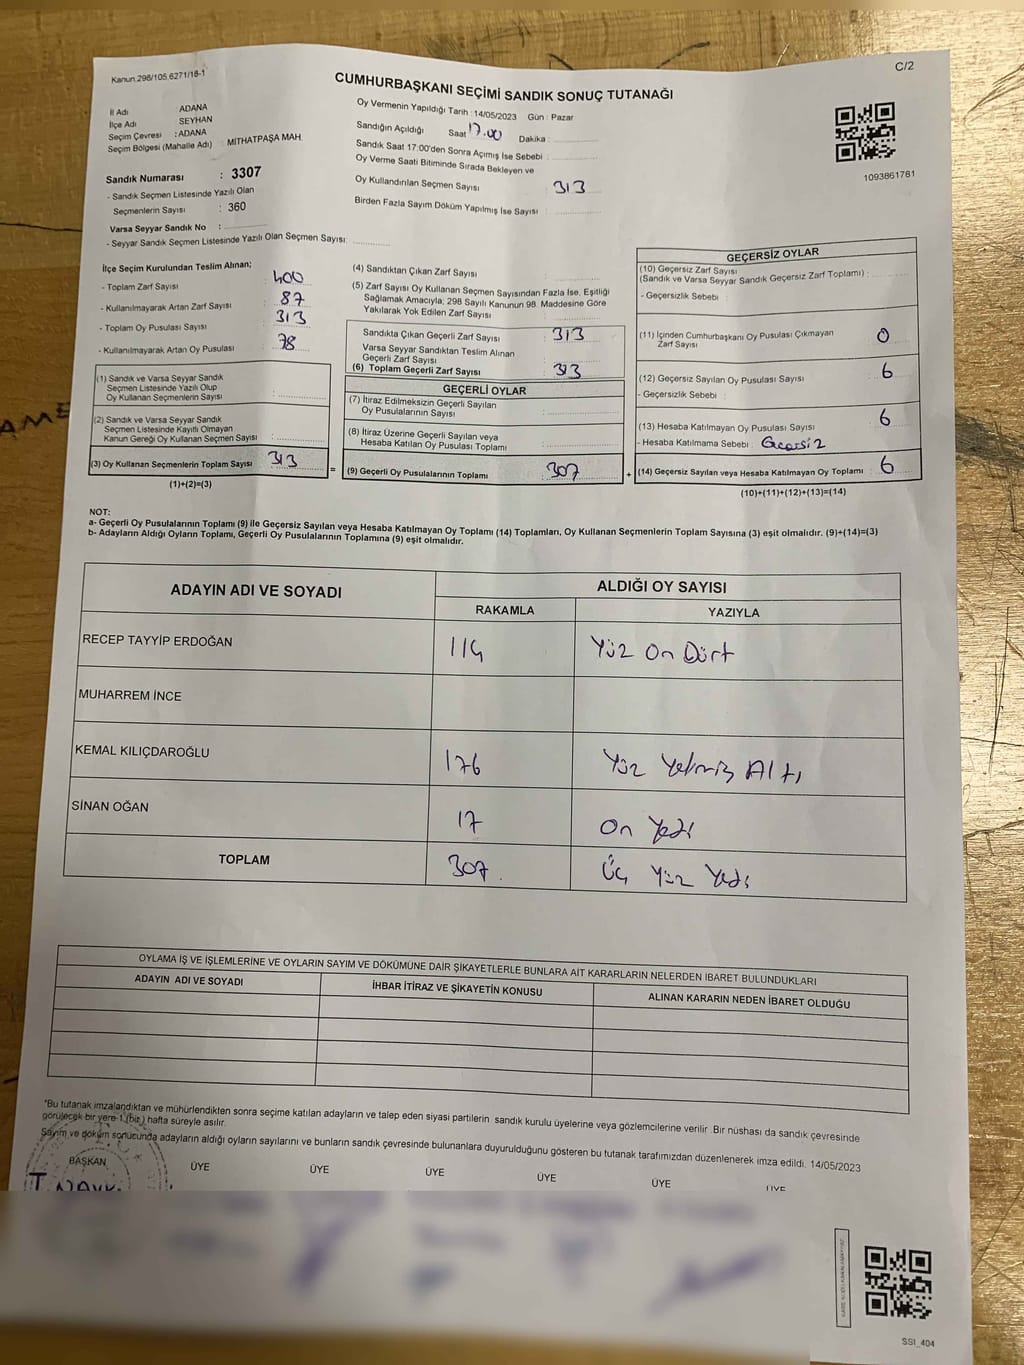 Kanun 298/105,6271/18-1
C/2
CUMHURBAŞKANI SEÇİMİ SANDIK SONUÇ TUTANAĞI
İl Adı : ADANA
İlçe Adı : SEYHAN
Seçim Çevresi : ADANA
Seçim Bölgesi (Mahalle Adı) : MİTHATPAŞA MAH.
Oy Vermenin Yapıldığı Tarih : 14/05/2023 Gün : Pazar
Sandığın Açıldığı Saat 17.00 Dakika :
Sandık Saat 17:00'den Sonra Açımış İse Sebebi :
Oy Verme Saati Bitiminde Sırada Bekleyen ve
Oy Kullandırılan Seçmen Sayısı : 313
Birden Fazla Sayım Döküm Yapılmış İse Sayısı :
1093861761
Sandık Numarası : 3307
- Sandık Seçmen Listesinde Yazılı Olan
Seçmenlerin Sayısı : 360
Varsa Seyyar Sandık No :
- Seyyar Sandık Seçmen Listesinde Yazılı Olan Seçmen Sayısı:
İlçe Seçim Kurulundan Teslim Alınan;
- Toplam Zarf Sayısı : 400
- Kullanılmayarak Artan Zarf Sayısı : 87
- Toplam Oy Pusulası Sayısı : 313
- Kullanılmayarak Artan Oy Pusulası : 78
(1) Sandık ve Varsa Seyyar Sandık
Seçmen Listesinde Yazılı Olup
Oy Kullanan Seçmenlerin Sayısı :
(2) Sandık ve Varsa Seyyar Sandık
Seçmen Listesinde Kayıtlı Olmayan
Kanun Gereği Oy Kullanan Seçmen Sayısı :
(3) Oy Kullanan Seçmenlerin Toplam Sayısı : 313
(1)+(2)=(3)
=
(4) Sandıktan Çıkan Zarf Sayısı :
(5) Zarf Sayısı Oy Kullanan Seçmen Sayısından Fazla İse, Eşitliği
Sağlamak Amacıyla; 298 Sayılı Kanunun 98. Maddesine Göre
Yakılarak Yok Edilen Zarf Sayısı :
Sandıkta Çıkan Geçerli Zarf Sayısı : 313
Varsa Seyyar Sandıktan Teslim Alınan
Geçerli Zarf Sayısı :
(6) Toplam Geçerli Zarf Sayısı : 313
GEÇERLİ OYLAR
(7) İtiraz Edilmeksizin Geçerli Sayılan
Oy Pusulalarının Sayısı :
(8) İtiraz Üzerine Geçerli Sayılan veya
Hesaba Katılan Oy Pusulası Toplamı :
(9) Geçerli Oy Pusulalarının Toplamı : 307
+
GEÇERSİZ OYLAR
(10) Geçersiz Zarf Sayısı
(Sandık ve Varsa Seyyar Sandık Geçersiz Zarf Toplamı) :
- Geçersizlik Sebebi :
(11) İçinden Cumhurbaşkanı Oy Pusulası Çıkmayan
Zarf Sayısı : 0
(12) Geçersiz Sayılan Oy Pusulası Sayısı : 6
- Geçersizlik Sebebi :
(13) Hesaba Katılmayan Oy Pusulası Sayısı : 6
- Hesaba Katılmama Sebebi : Geçersiz
(14) Geçersiz Sayılan veya Hesaba Katılmayan Oy Toplamı : 6
(10)+(11)+(12)+(13)=(14)
NOT:
a- Geçerli Oy Pusulalarının Toplamı (9) ile Geçersiz Sayılan veya Hesaba Katılmayan Oy Toplamı (14) Toplamları, Oy Kullanan Seçmenlerin Toplam Sayısına (3) eşit olmalıdır. (9)+(14)=(3)
b- Adayların Aldığı Oyların Toplamı, Geçerli Oy Pusulalarının Toplamına (9) eşit olmalıdır.
ADAYIN ADI VE SOYADI
ALDIĞI OY SAYISI
RAKAMLA YAZIYLA
RECEP TAYYİP ERDOĞAN 114 Yüz On Dört
MUHARREM İNCE
KEMAL KILIÇDAROĞLU 176 Yüz Yetmiş Altı
SİNAN OĞAN 17 On Yedi
TOPLAM 307 Üç Yüz Yedi
OYLAMA İŞ VE İŞLEMLERİNE VE OYLARIN SAYIM VE DÖKÜMÜNE DAİR ŞİKAYETLERLE BUNLARA AİT KARARLARIN NELERDEN İBARET BULUNDUKLARI
ADAYIN ADI VE SOYADI İHBAR İTİRAZ VE ŞİKAYETİN KONUSU ALINAN KARARIN NEDEN İBARET OLDUĞU
*Bu tutanak imzalandıktan ve mühürlendikten sonra seçime katılan adayların ve talep eden siyasi partilerin sandık kurulu üyelerine veya gözlemcilerine verilir. Bir nüshası da sandık çevresinde
görülecek bir yere 1 (bir) hafta süreyle asılır.
Sayım ve döküm sonucunda adayların aldığı oyların sayılarını ve bunların sandık çevresinde bulunanlara duyurulduğunu gösteren bu tutanak tarafımızdan düzenlenerek imza edildi. 14/05/2023
BAŞKAN ÜYE ÜYE ÜYE ÜYE ÜYE ÜYE
SSI_404